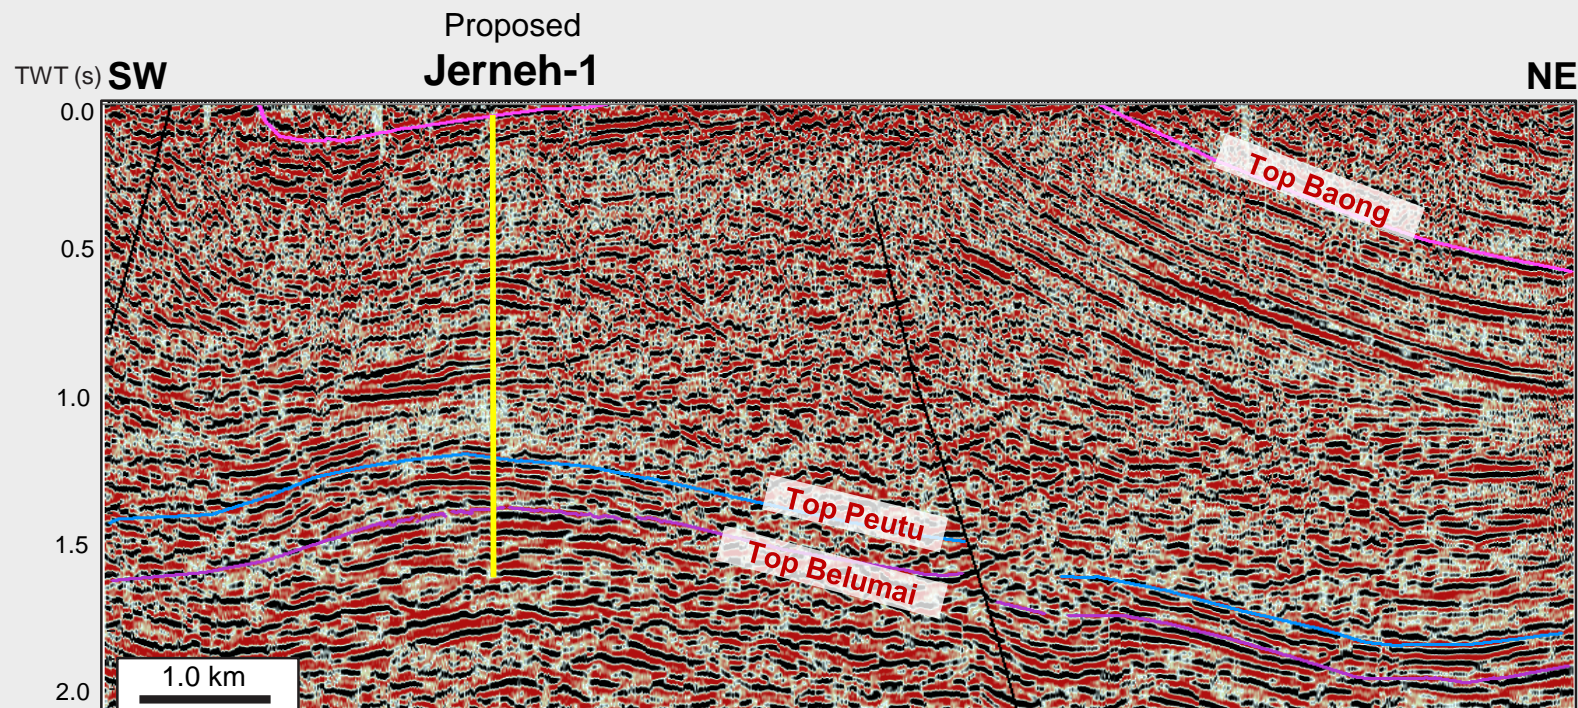 Proposed
Jerneh-1
TWT (s) SW
NE
0.0
0.5
1.0
1.5
2.0
Top Baong
Top Peutu
Top Belumai
1.0 km